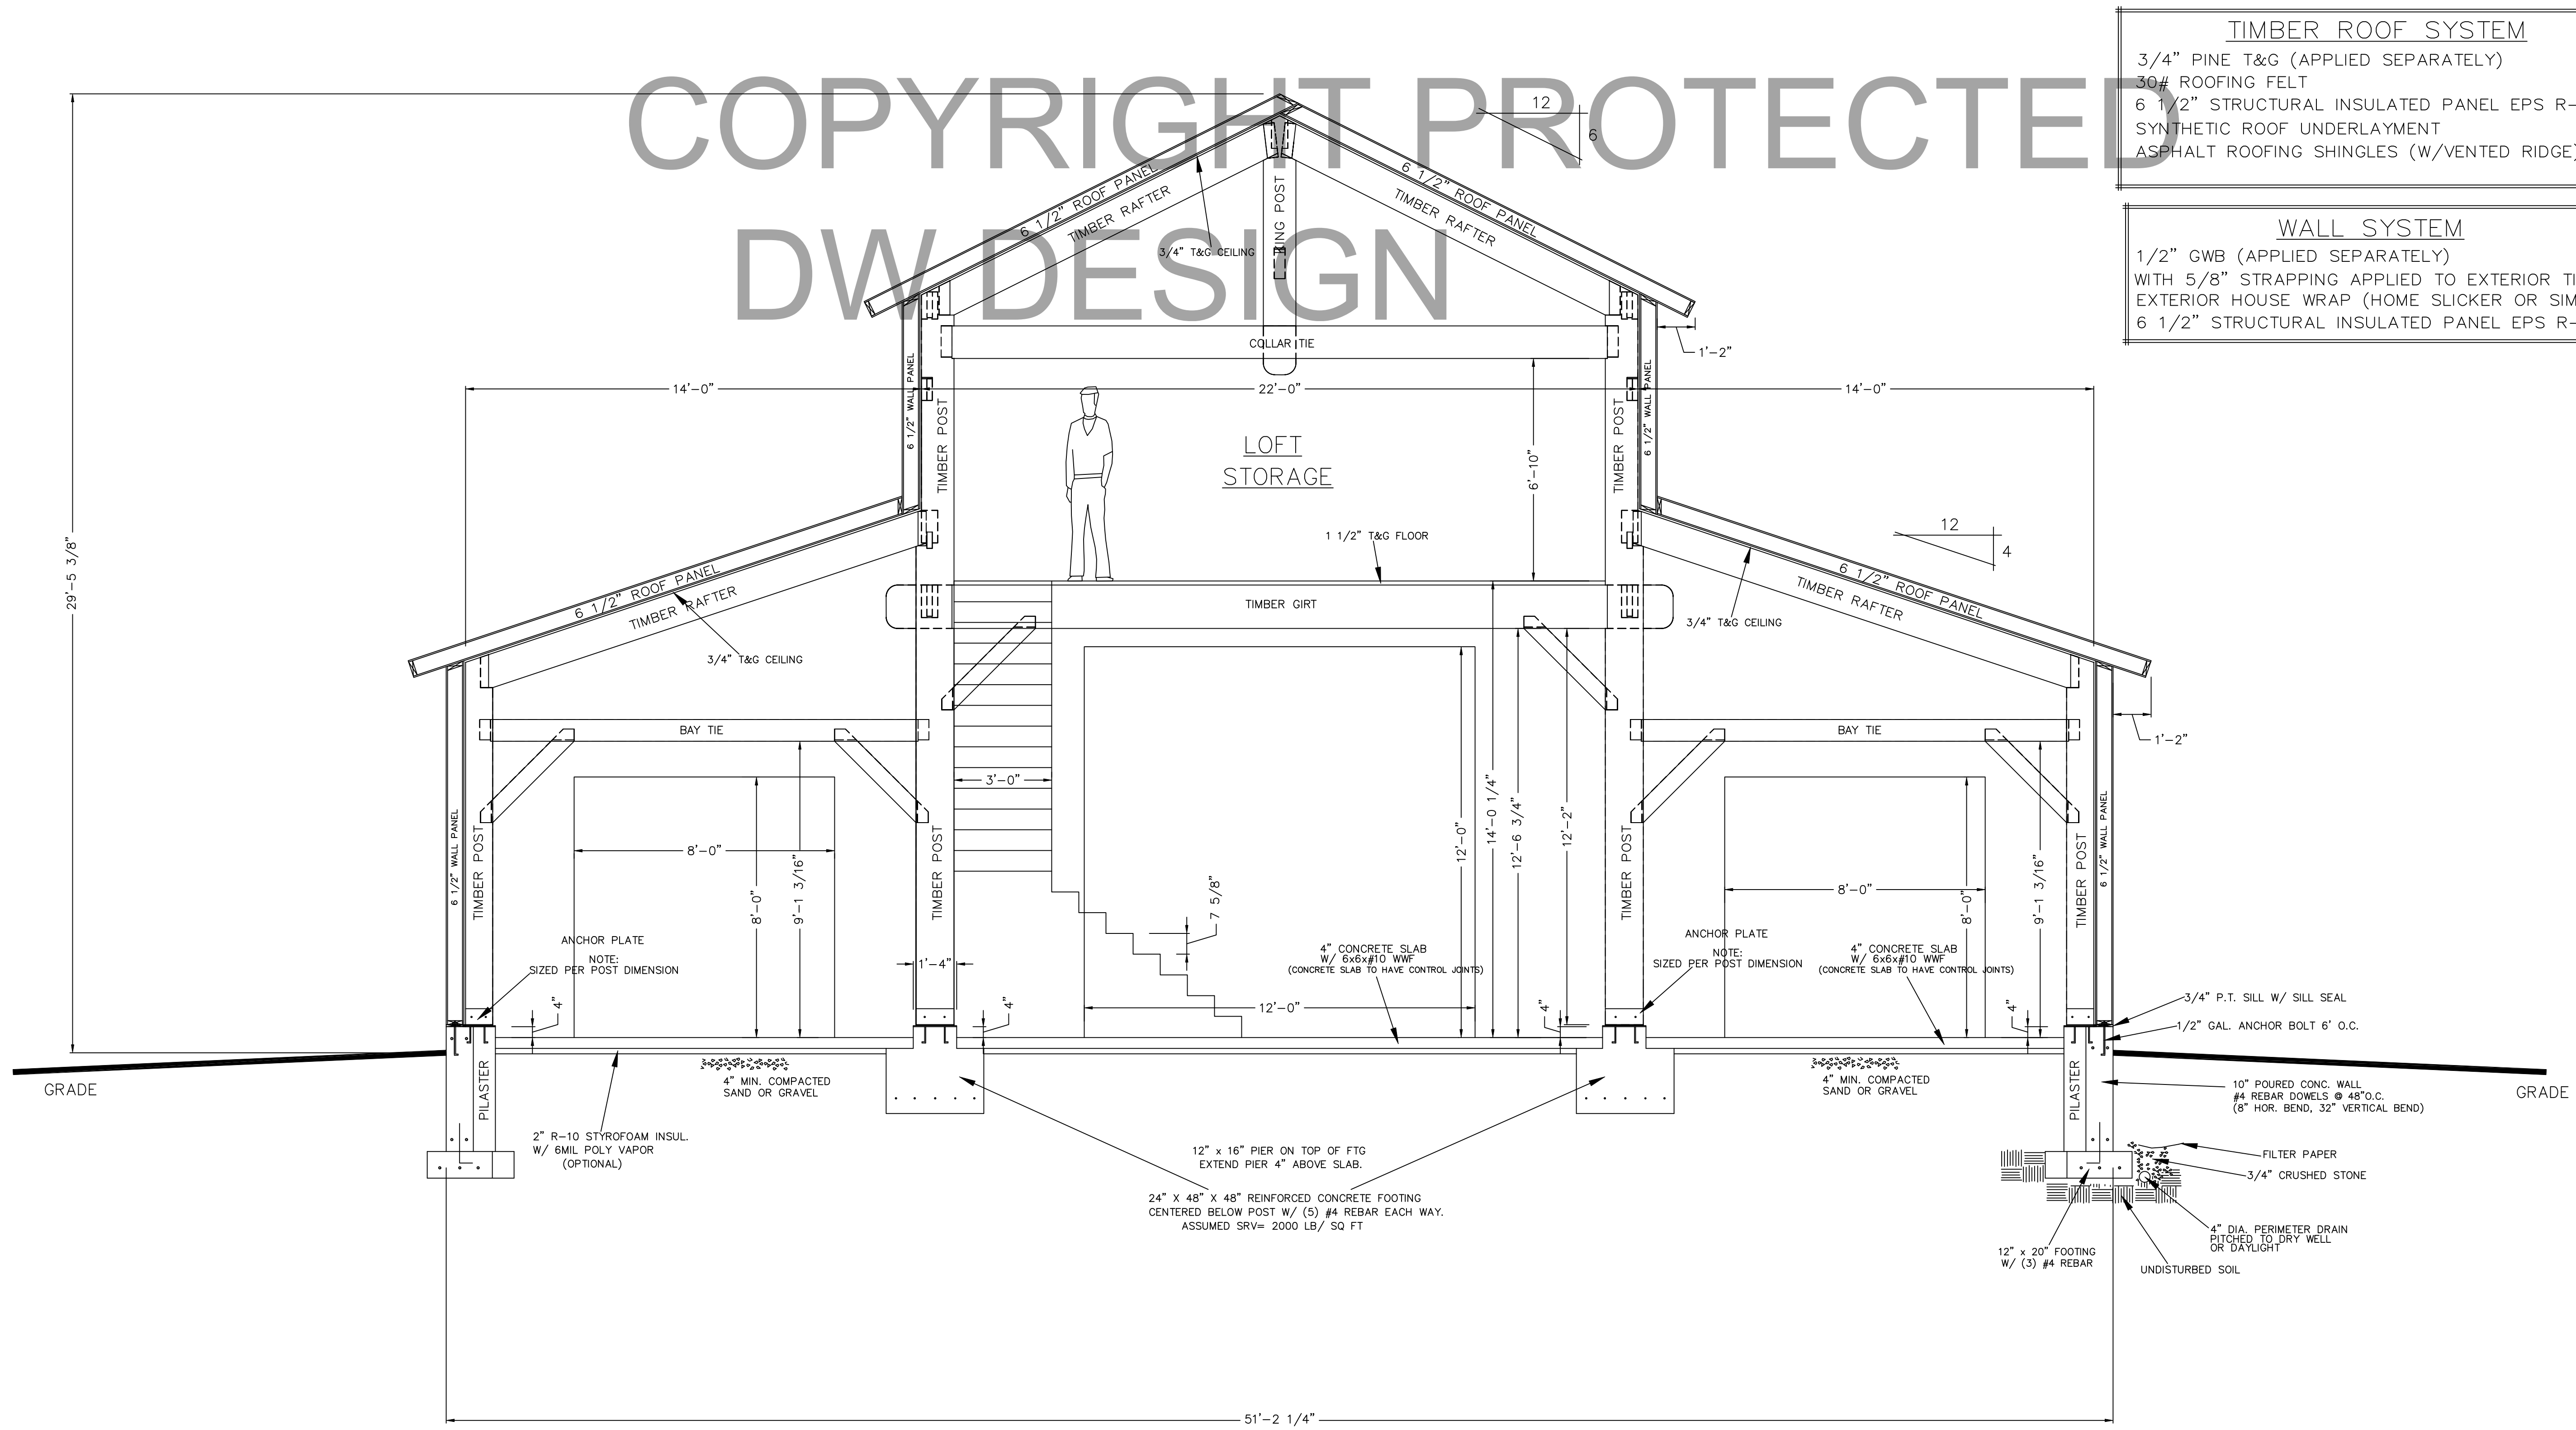 TIMBER ROOF SYSTEM
3/4" PINE T&G (APPLIED SEPARATELY)
30# ROOFING FELT
6 1/2" STRUCTURAL INSULATED PANEL EPS R-
SYNTHETIC ROOF UNDERLAYMENT
ASPHALT ROOFING SHINGLES (W/VENTED RIDGE)
WALL SYSTEM
1/2" GWB (APPLIED SEPARATELY)
WITH 5/8" STRAPPING APPLIED TO EXTERIOR
EXTERIOR HOUSE WRAP (HOME SLICKER OR
6 1/2" STRUCTURAL INSULATED PANEL EPS R-
COPYRIGHT PROTECTED
DW DESIGN
12
6
6 1/2" ROOF PANEL
TIMBER RAFTER
3/4" T&G CEILING
KING POST
6 1/2" ROOF PANEL
TIMBER RAFTER
COLLAR TIE
1'-2"
14'-0"
22'-0"
14'-0"
6 1/2" WALL PANEL
TIMBER POST
LOFT
STORAGE
6'-10"
TIMBER POST
6 1/2" WALL PANEL
29'-5 3/8"
1 1/2" T&G FLOOR
12
4
6 1/2" ROOF PANEL
TIMBER RAFTER
3/4" T&G CEILING
TIMBER GIRT
6 1/2" ROOF PANEL
TIMBER RAFTER
3/4" T&G CEILING
BAY TIE
BAY TIE
1'-2"
3'-0"
6 1/2" WALL PANEL
TIMBER POST
8'-0"
8'-0"
9'-1 3/16"
TIMBER POST
7 5/8"
12'-0"
14'-0 1/4"
12'-6 3/4"
12'-2"
TIMBER POST
8'-0"
8'-0"
9'-1 3/16"
TIMBER POST
6 1/2" WALL PANEL
ANCHOR PLATE
NOTE:
SIZED PER POST DIMENSION
1'-4"
4" CONCRETE SLAB
W/ 6x6x#10 WWF
(CONCRETE SLAB TO HAVE CONTROL JOINTS)
ANCHOR PLATE
NOTE:
SIZED PER POST DIMENSION
4" CONCRETE SLAB
W/ 6x6x#10 WWF
(CONCRETE SLAB TO HAVE CONTROL JOINTS)
4"
4"
12'-0"
4"
4"
3/4" P.T. SILL W/ SILL SEAL
1/2" GAL. ANCHOR BOLT 6' O.C.
GRADE
PILASTER
4" MIN. COMPACTED
SAND OR GRAVEL
4" MIN. COMPACTED
SAND OR GRAVEL
PILASTER
10" POURED CONC. WALL
#4 REBAR DOWELS @ 48"O.C.
(8" HOR. BEND, 32" VERTICAL BEND)
GRADE
2" R-10 STYROFOAM INSUL.
W/ 6MIL POLY VAPOR
(OPTIONAL)
12" x 16" PIER ON TOP OF FTG
EXTEND PIER 4" ABOVE SLAB.
24" X 48" X 48" REINFORCED CONCRETE FOOTING
CENTERED BELOW POST W/ (5) #4 REBAR EACH WAY.
ASSUMED SRV= 2000 LB/ SQ FT
FILTER PAPER
3/4" CRUSHED STONE
4" DIA. PERIMETER DRAIN
PITCHED TO DRY WELL
OR DAYLIGHT
12" x 20" FOOTING
W/ (3) #4 REBAR
UNDISTURBED SOIL
51'-2 1/4"